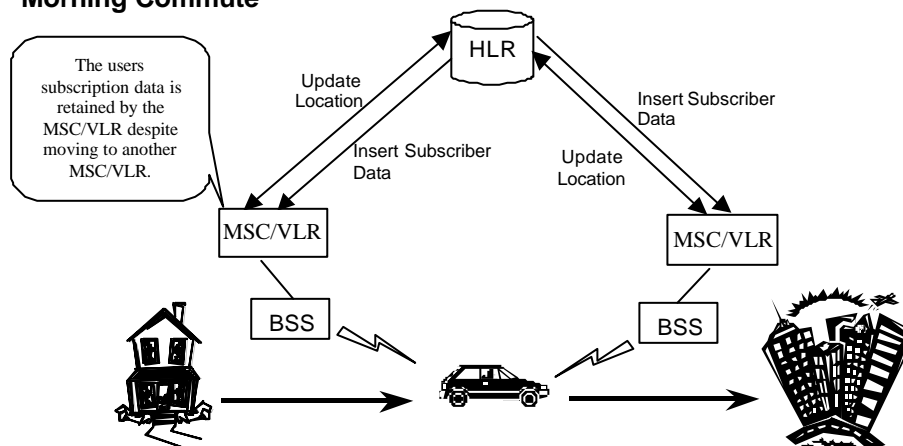 Morning Commute
HLR
The users
subscription data is
retained by the
MSC/VLR despite
moving to another
MSC/VLR.
Update
Location
Insert Subscriber
Data
Insert Subscriber
Data
Update
Location
MSC/VLR
MSC/VLR
BSS
BSS